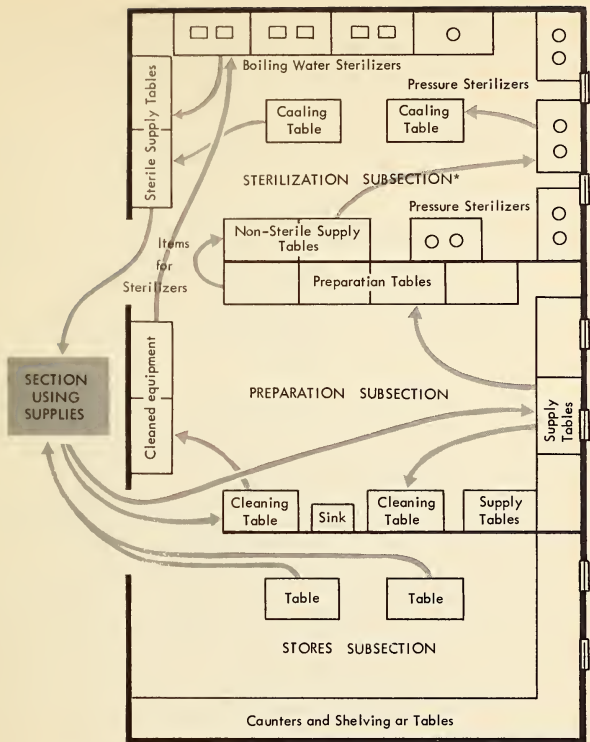 Boiling Water Sterilizers
Pressure Sterilizers
Sterile Supply Tables
Caaling
Table
Caaling
Table
STERILIZATION SUBSECTION*
Pressure Sterilizers
Non-Sterile Supply
Tables
Items
for
Sterilizers
Preparatian Tables
SECTION
USING
SUPPLIES
Cleaned equipment
PREPARATION SUBSECTION
Supply
Tables
Cleaning
Table
Sink
Cleaning
Table
Supply
Tables
Table
Table
STORES SUBSECTION
Caunters and Shelving ar Tables